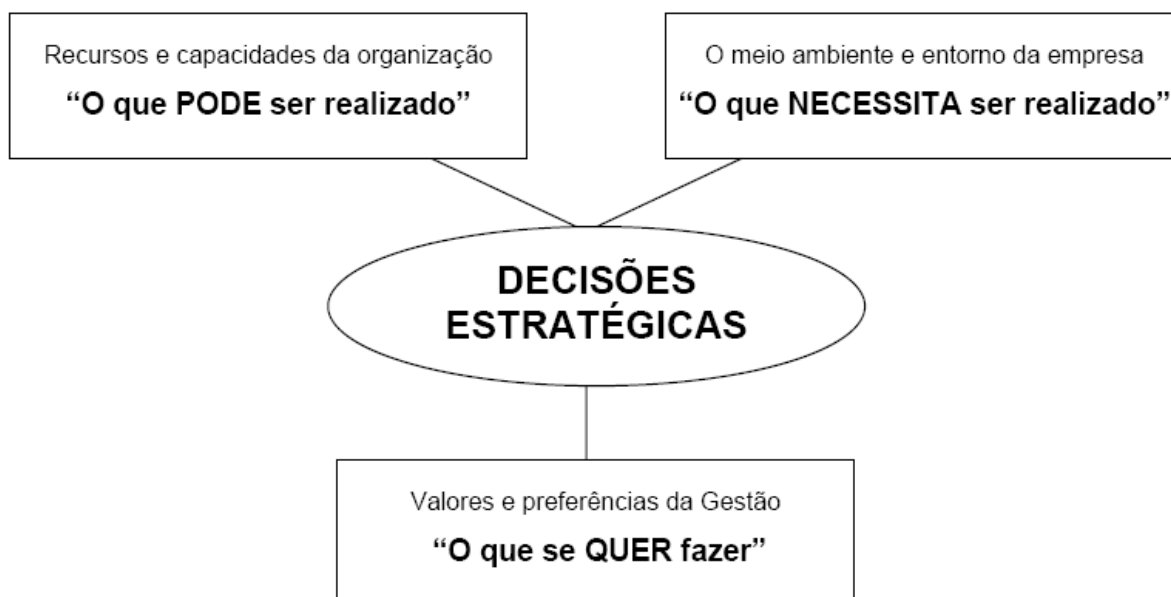 Recursos e capacidades da organização
“O que PODE ser realizado”
O meio ambiente e entorno da empresa
“O que NECESSITA ser realizado”
DECISÕES
ESTRATÉGICAS
Valores e preferências da Gestão
“O que se QUER fazer”